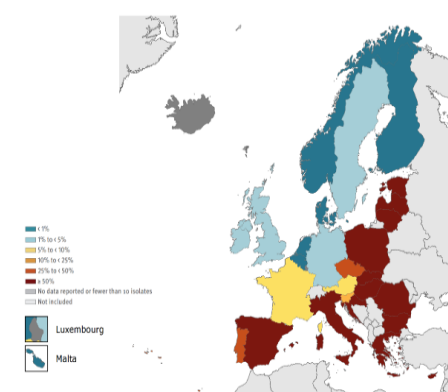 < 1%
1% to < 5%
5% to < 10%
10% to < 25%
25% to < 50%
≥ 50%
No data reported or fewer than 10 isolates
Not included
Luxembourg
Malta